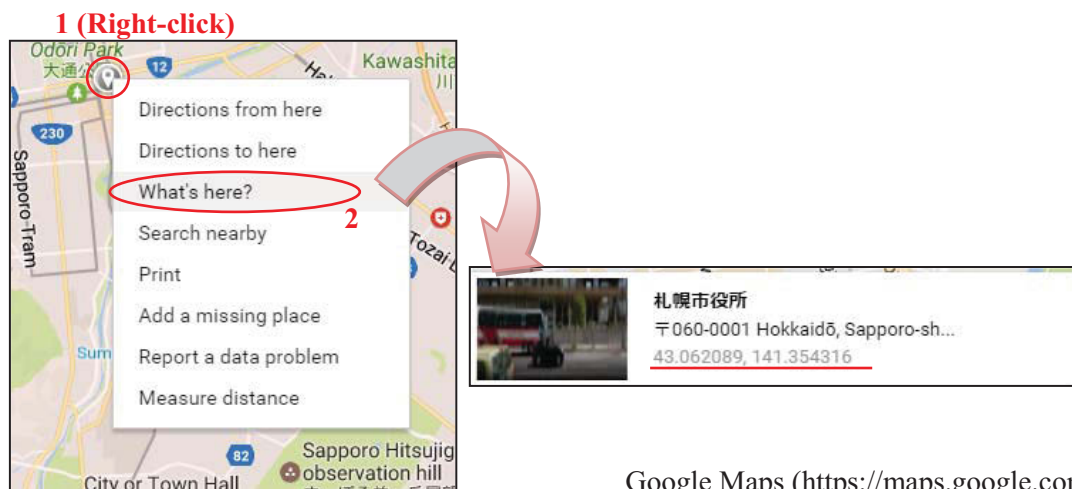 1 (Right-click)
Odōri Park
大通公
12
Kawashita
川
230
Directions from here
Directions to here
What's here?
2
Search nearby
Sapporo-Tram
Tozai-L
Print
Add a missing place
Report a data problem
Sum
Measure distance
札幌市役所
〒060-0001 Hokkaidō, Sapporo-sh...
43.062089, 141.354316
82
Sapporo Hitsujig
observation hill
City or Town Hall
Google Maps (https://maps.google.com